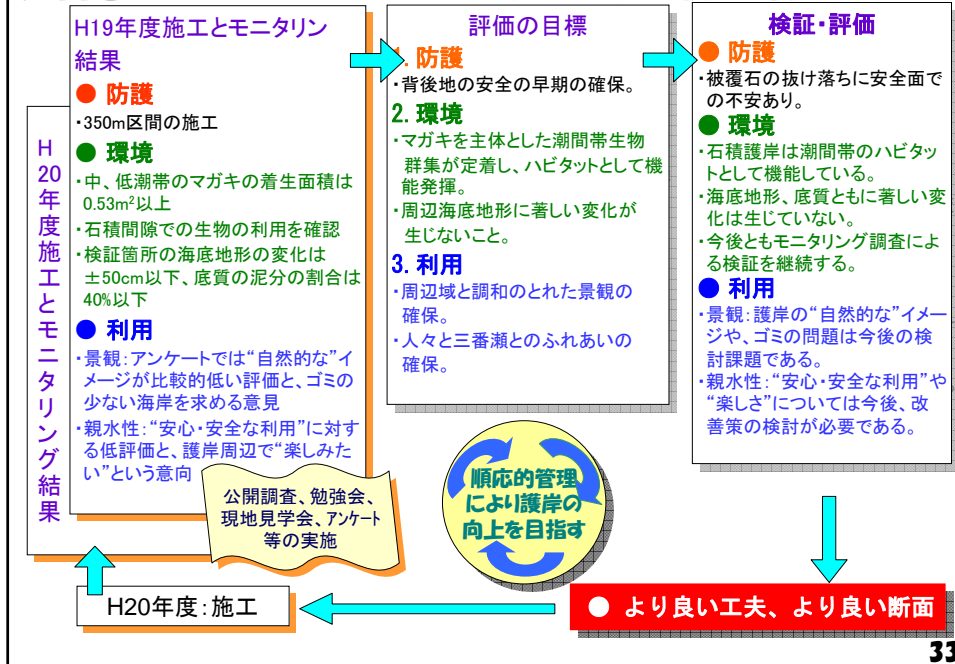 H20年度施工とモニタリング結果
H19年度施工とモニタリン
結果
● 防護
・350m区間の施工
● 環境
・中、低潮帯のマガキの着生面積は
0.53m²以上
・石積間隙での生物の利用を確認
・検証箇所の海底地形の変化は
±50cm以下、底質の泥分の割合は
40%以下
● 利用
・景観：アンケートでは“自然的な”イ
メージが比較的低い評価と、ゴミの
少ない海岸を求める意見
・親水性：“安心・安全な利用”に対す
る低評価と、護岸周辺で“楽しみた
い”という意向
公開調査、勉強会、
現地見学会、アンケート
等の実施
評価の目標
1. 防護
・背後地の安全の早期の確保。
2. 環境
・マガキを主体とした潮間帯生物
群集が定着し、ハビタットとして機
能発揮。
・周辺海底地形に著しい変化が
生じないこと。
3. 利用
・周辺域と調和のとれた景観の
確保。
・人々と三番瀬とのふれあいの
確保。
検証・評価
● 防護
・被覆石の抜け落ちに安全面で
の不安あり。
● 環境
・石積護岸は潮間帯のハビタッ
トとして機能している。
・海底地形、底質ともに著しい変
化は生じていない。
・今後ともモニタリング調査によ
る検証を継続する。
● 利用
・景観：護岸の“自然的な”イメー
ジや、ゴミの問題は今後の検
討課題である。
・親水性：“安心・安全な利用”や
“楽しさ”については今後、改
善策の検討が必要である。
順応的管理
により護岸の
向上を目指す
● より良い工夫、より良い断面
H20年度：施工
33